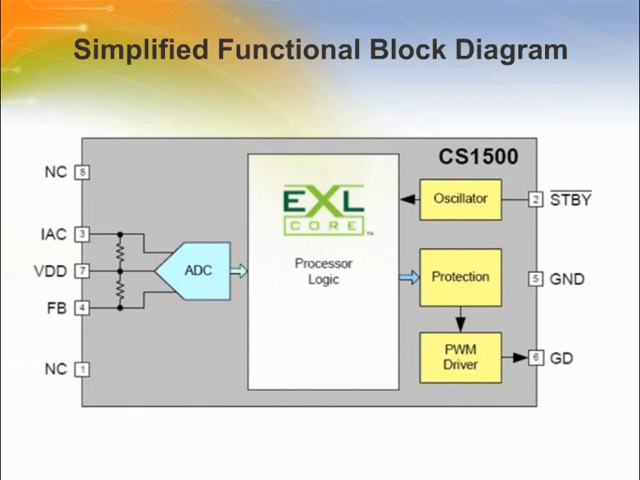 Simplified Functional Block Diagram
CS1500
NC 8
EXL
CORE™
Oscillator
2 STBY
IAC 3
Processor
Logic
ADC
VDD 7
Protection
5 GND
FB 4
PWM
Driver
6 GD
NC 1